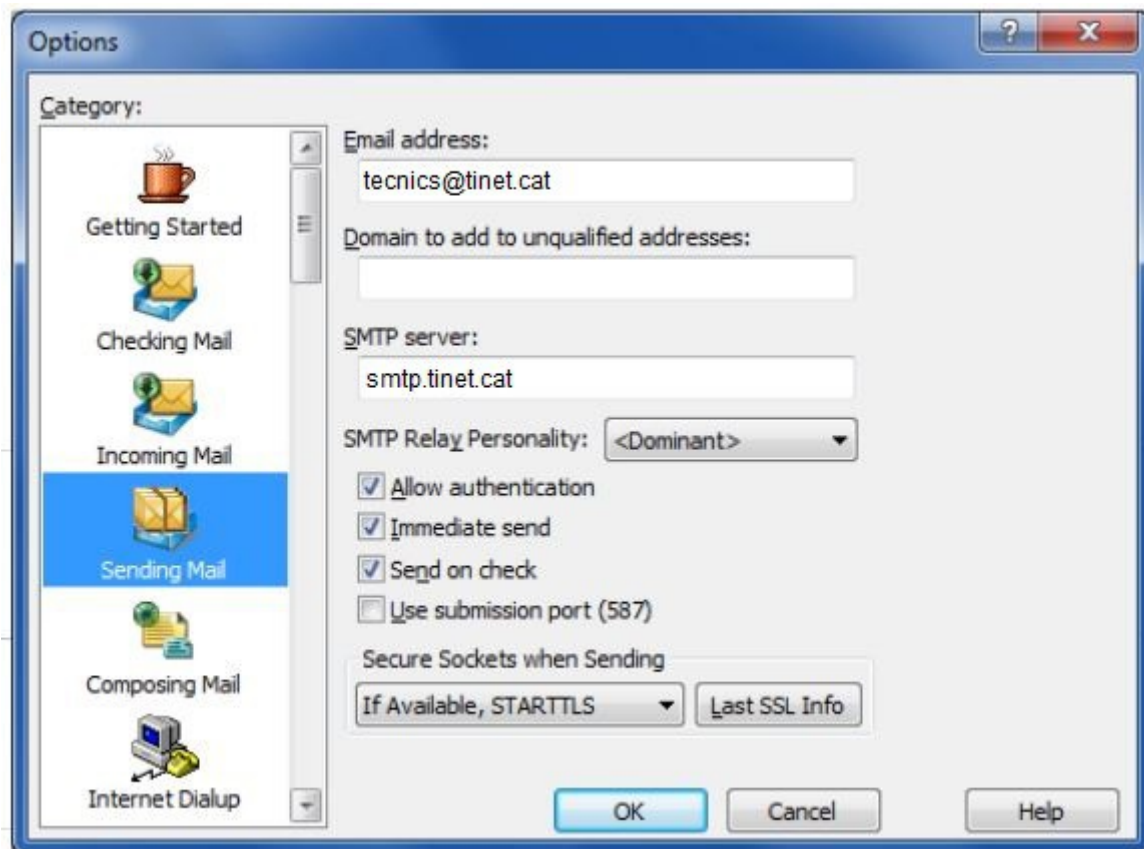 Options
Category:
Getting Started
Checking Mail
Incoming Mail
Sending Mail
Composing Mail
Internet Dialup
Email address:
tecnics@tinet.cat
Domain to add to unqualified addresses:
SMTP server:
smtp.tinet.cat
SMTP Relay Personality: <Dominant>
Allow authentication
Immediate send
Send on check
Use submission port (587)
Secure Sockets when Sending
If Available, STARTTLS Last SSL Info
OK Cancel Help